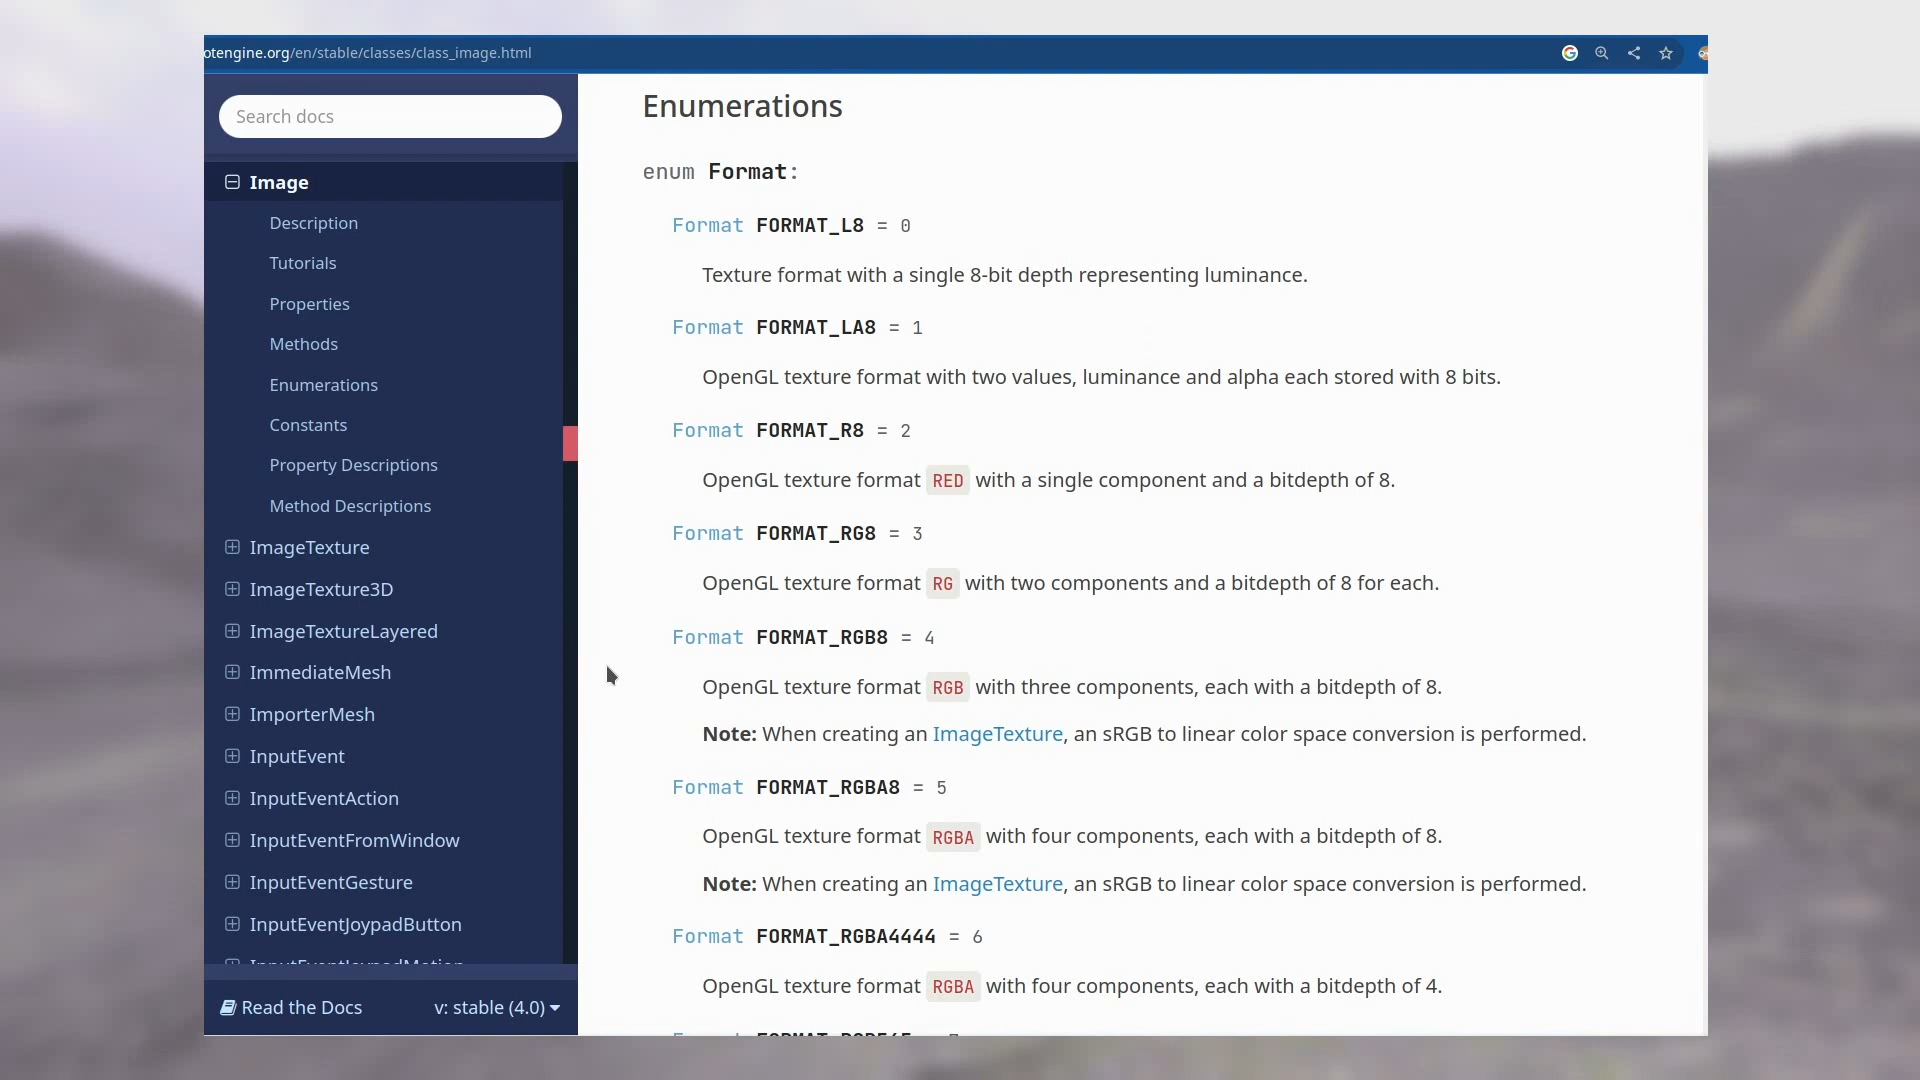 otengine.org/en/stable/classes/class_image.html
Search docs
Image
Description
Tutorials
Properties
Methods
Enumerations
Constants
Property Descriptions
Method Descriptions
ImageTexture
ImageTexture3D
ImageTextureLayered
ImmediateMesh
ImporterMesh
InputEvent
InputEventAction
InputEventFromWindow
InputEventGesture
InputEventJoypadButton
InputEventJoypadMotion
Read the Docs v: stable (4.0)
Enumerations
enum Format:
Format FORMAT_L8 = 0
Texture format with a single 8-bit depth representing luminance.
Format FORMAT_LA8 = 1
OpenGL texture format with two values, luminance and alpha each stored with 8 bits.
Format FORMAT_R8 = 2
OpenGL texture format RED with a single component and a bitdepth of 8.
Format FORMAT_RG8 = 3
OpenGL texture format RG with two components and a bitdepth of 8 for each.
Format FORMAT_RGB8 = 4
OpenGL texture format RGB with three components, each with a bitdepth of 8.
Note: When creating an ImageTexture, an sRGB to linear color space conversion is performed.
Format FORMAT_RGBA8 = 5
OpenGL texture format RGBA with four components, each with a bitdepth of 8.
Note: When creating an ImageTexture, an sRGB to linear color space conversion is performed.
Format FORMAT_RGBA4444 = 6
OpenGL texture format RGBA with four components, each with a bitdepth of 4.